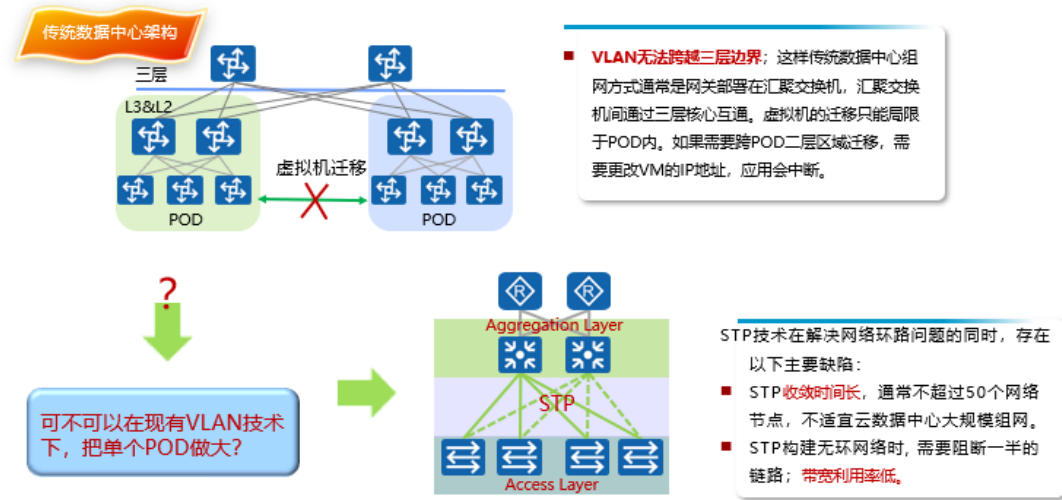 传统数据中心架构
三层
L3&L2
虚拟机迁移
POD
POD
■ VLAN无法跨越三层边界；这样传统数据中心组
网方式通常是网关部署在汇聚交换机，汇聚交换
机间通过三层核心互通。虚拟机的迁移只能局限
于POD内。如果需要跨POD二层区域迁移，需
要更改VM的IP地址，应用会中断。
?
可不可以在现有VLAN技术
下，把单个POD做大?
R
R
Aggregation Layer
STP
Access Layer
STP技术在解决网络环路问题的同时，存在
以下主要缺陷：
■ STP收敛时间长，通常不超过50个网络
节点，不适宜云数据中心大规模组网。
■ STP构建无环网络时, 需要阻断一半的
链路；带宽利用率低。